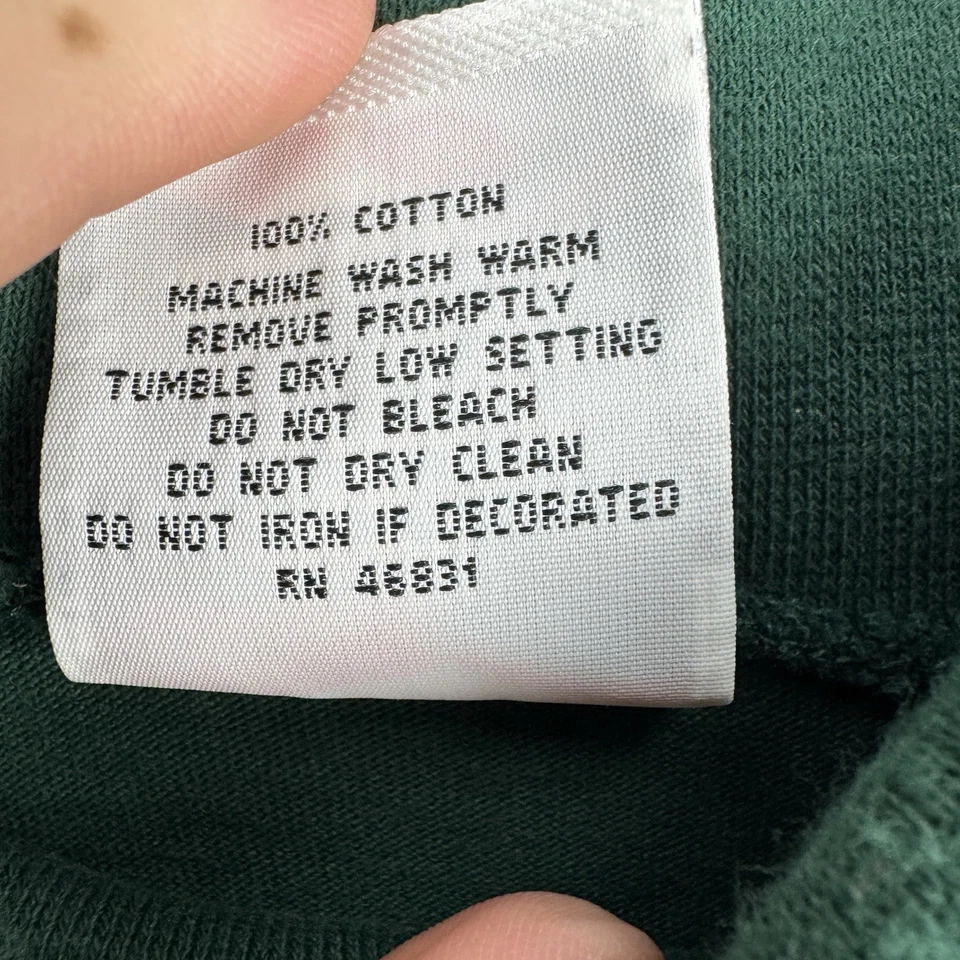 100% COTTON
MACHINE WASH WARM
REMOVE PROMPTLY
TUMBLE DRY LOW SETTING
DO NOT BLEACH
DO NOT DRY CLEAN
DO NOT IRON IF DECORATED
RN 46831